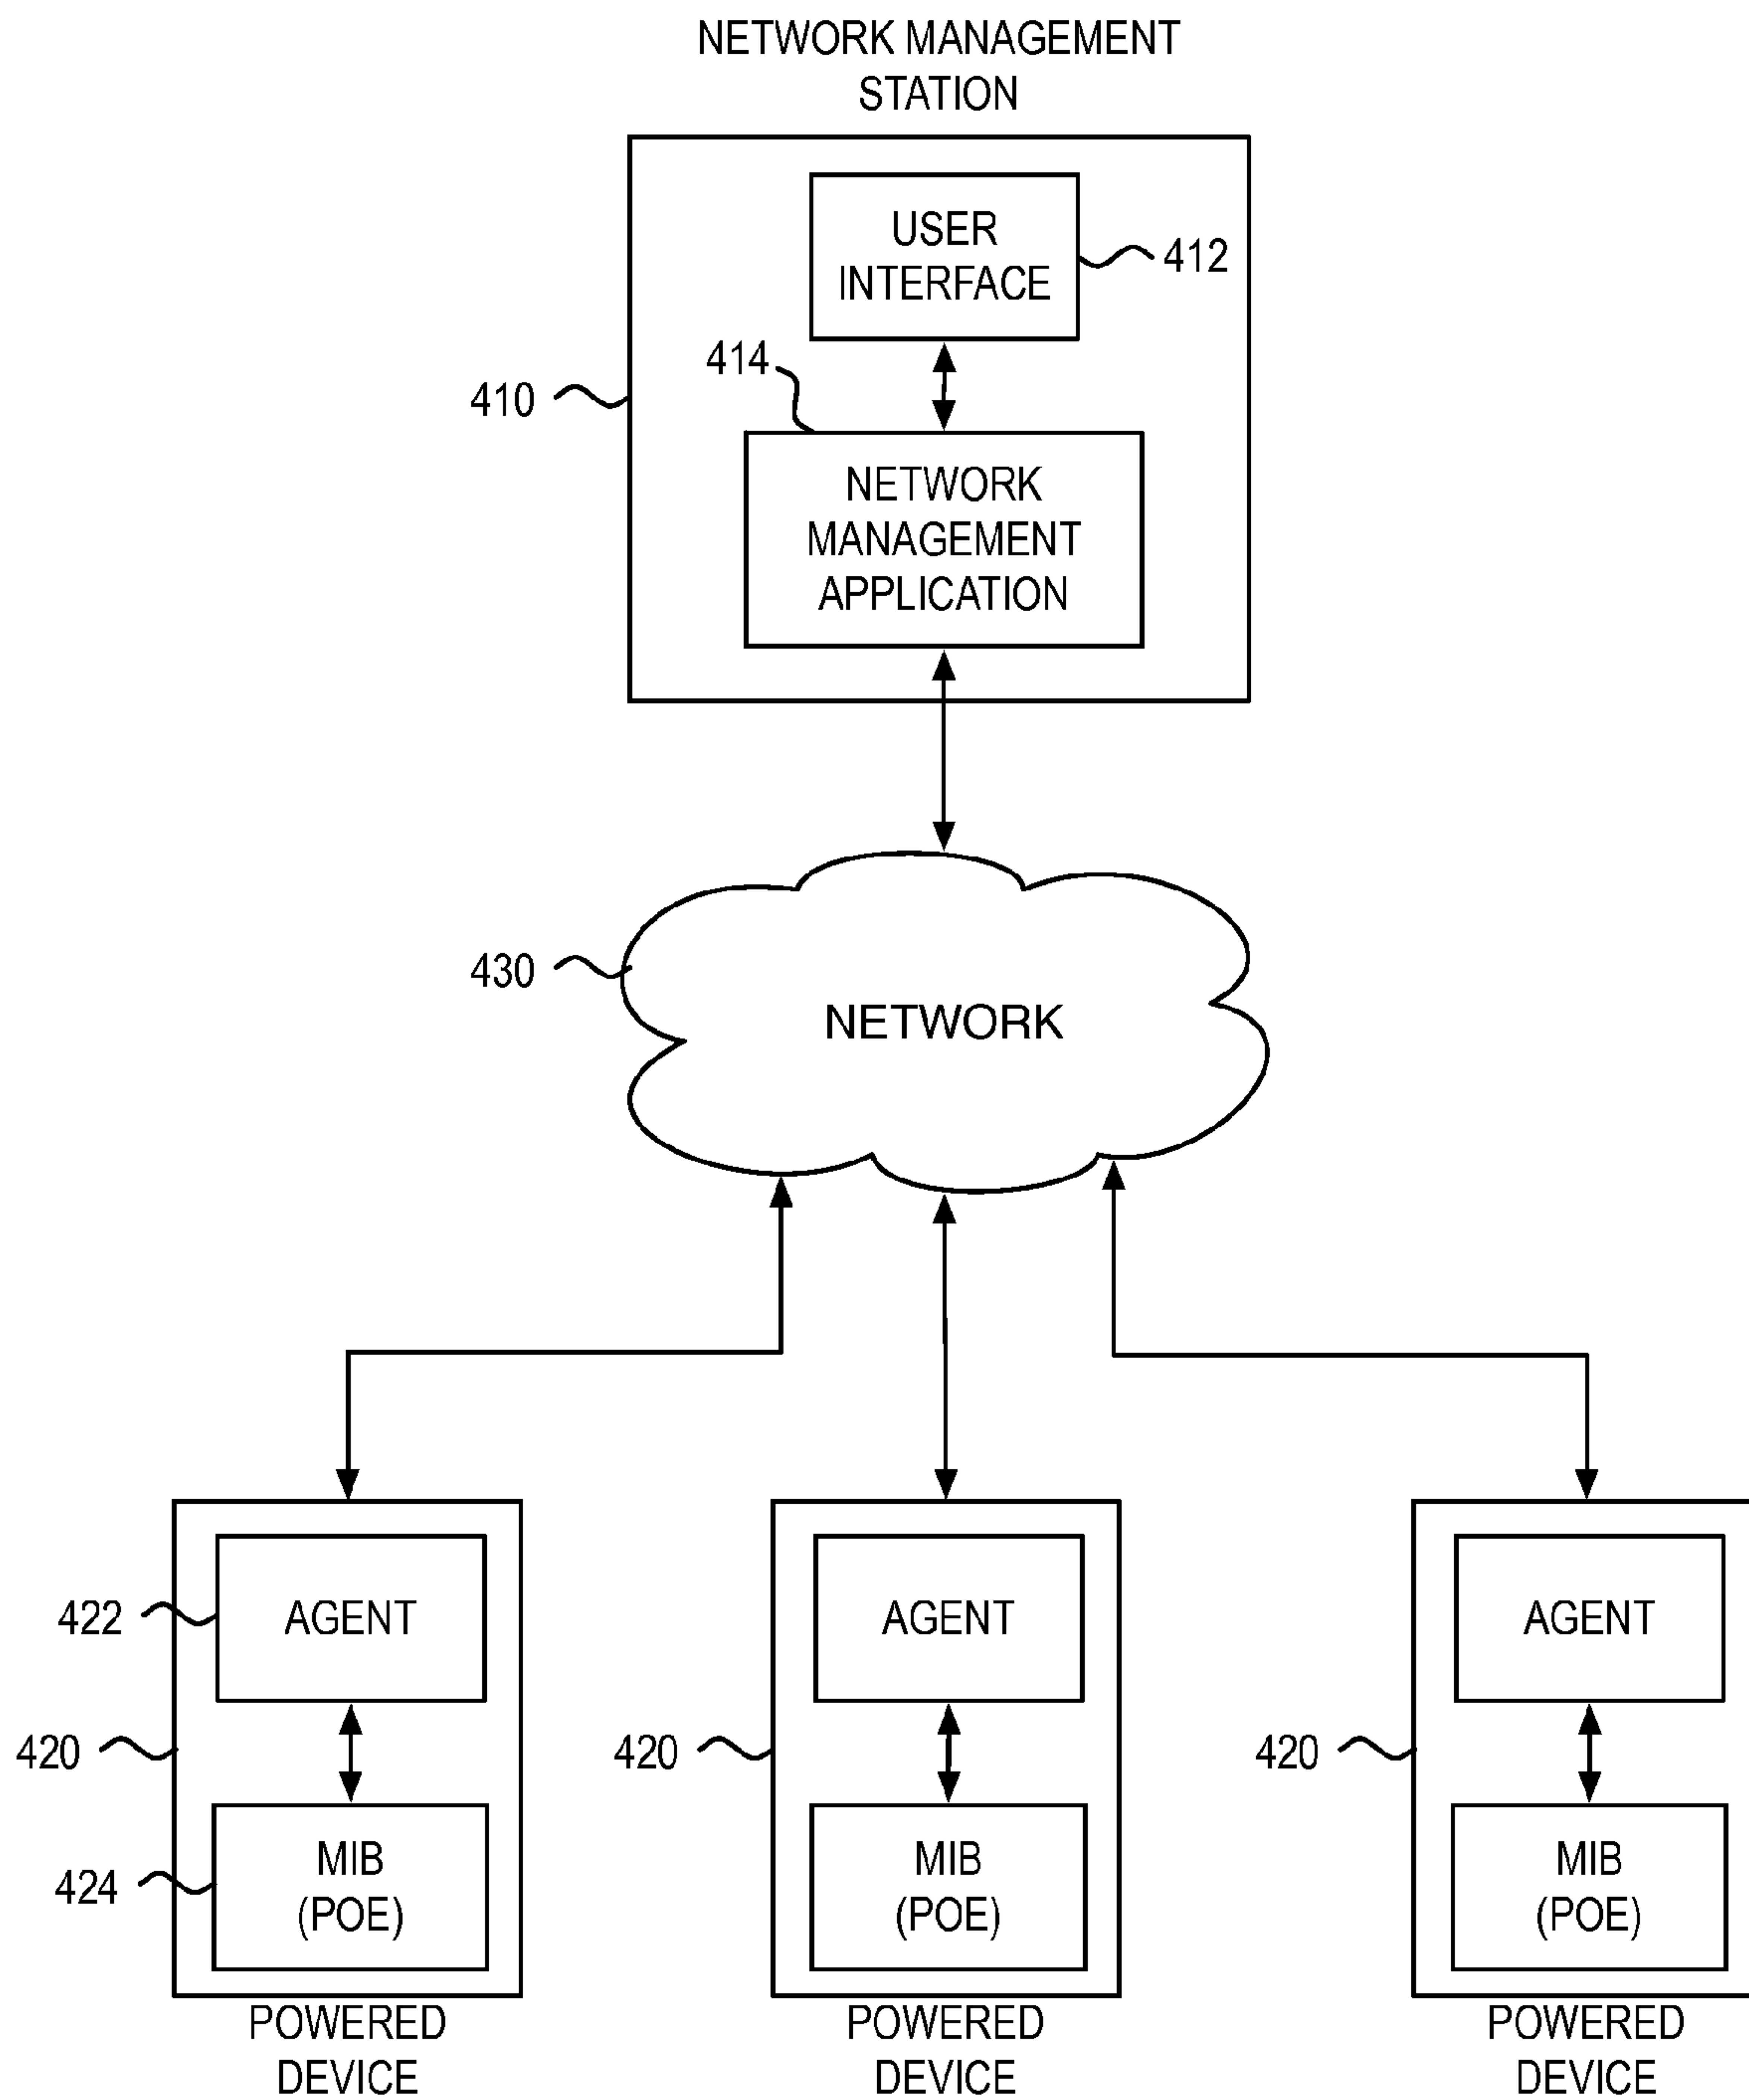 NETWORK MANAGEMENT
STATION
USER
INTERFACE
412
414
410
NETWORK
MANAGEMENT
APPLICATION
430
NETWORK
422
AGENT
AGENT
AGENT
420
420
420
424
MIB
(POE)
MIB
(POE)
MIB
(POE)
POWERED
DEVICE
POWERED
DEVICE
POWERED
DEVICE